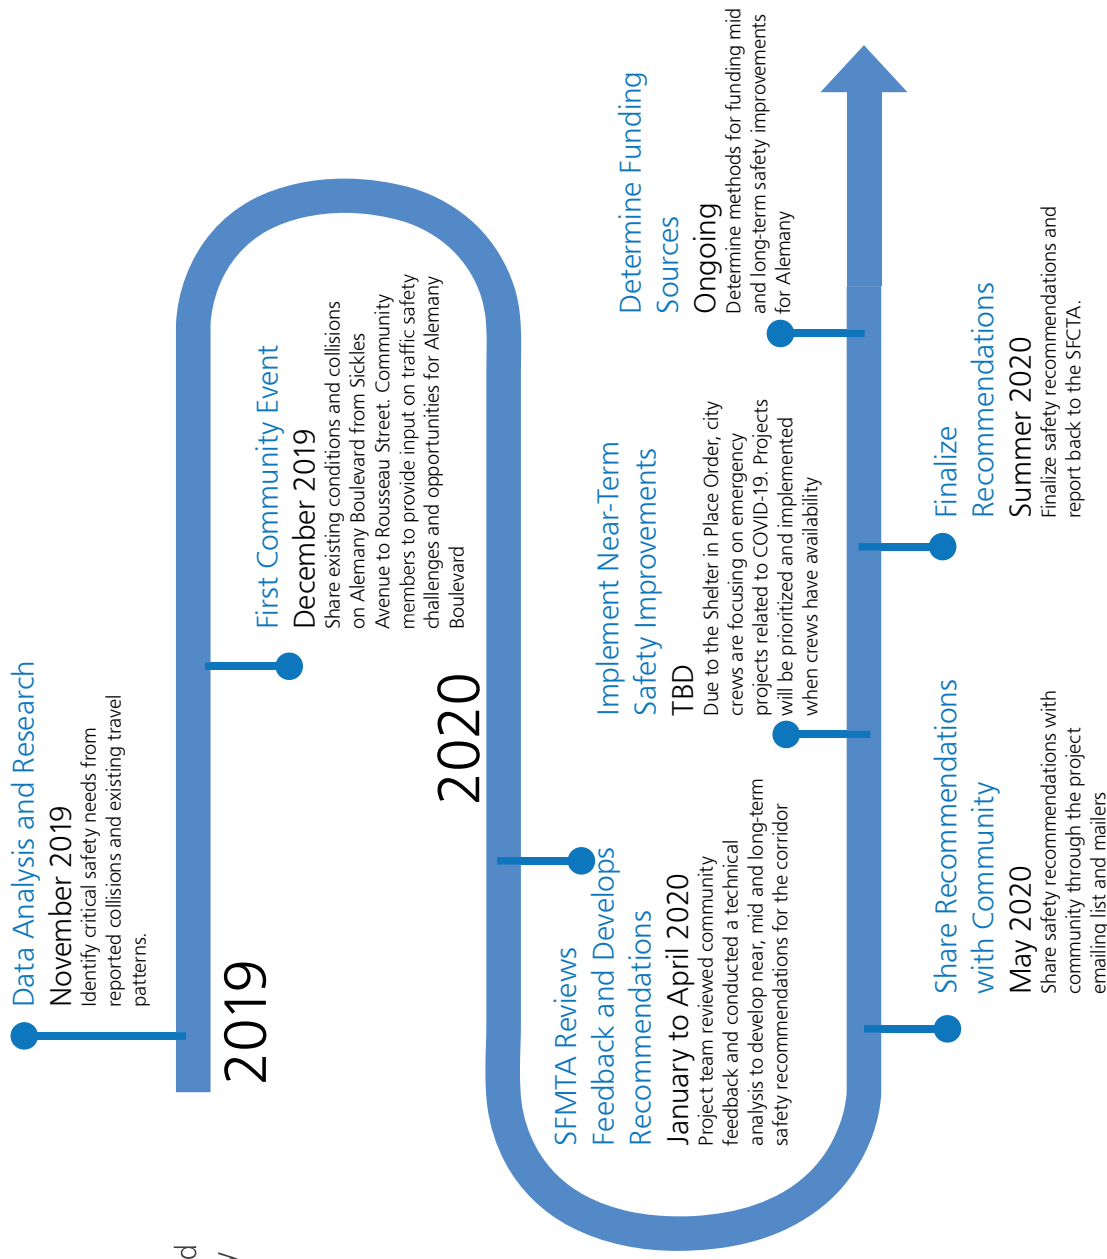 Data Analysis and Research
November 2019
Identify critical safety needs from
reported collisions and existing travel
patterns.
2019
First Community Event
December 2019
Share existing conditions and collisions
on Alemany Boulevard from Sickles
Avenue to Rousseau Street. Community
members to provide input on traffic safety
challenges and opportunities for Alemany
Boulevard
2020
SFMTA Reviews
Feedback and Develops
Recommendations
January to April 2020
Project team reviewed community
feedback and conducted a technical
analysis to develop near, mid and long-term
safety recommendations for the corridor
Share Recommendations
with Community
May 2020
Share safety recommendations with
community through the project
emailing list and mailers
Implement Near-Term
Safety Improvements
TBD
Due to the Shelter in Place Order, city
crews are focusing on emergency
projects related to COVID-19. Projects
will be prioritized and implemented
when crews have availability
Finalize
Recommendations
Summer 2020
Finalize safety recommendations and
report back to the SFCTA.
Determine Funding
Sources
Ongoing
Determine methods for funding mid
and long-term safety improvements
for Alemany